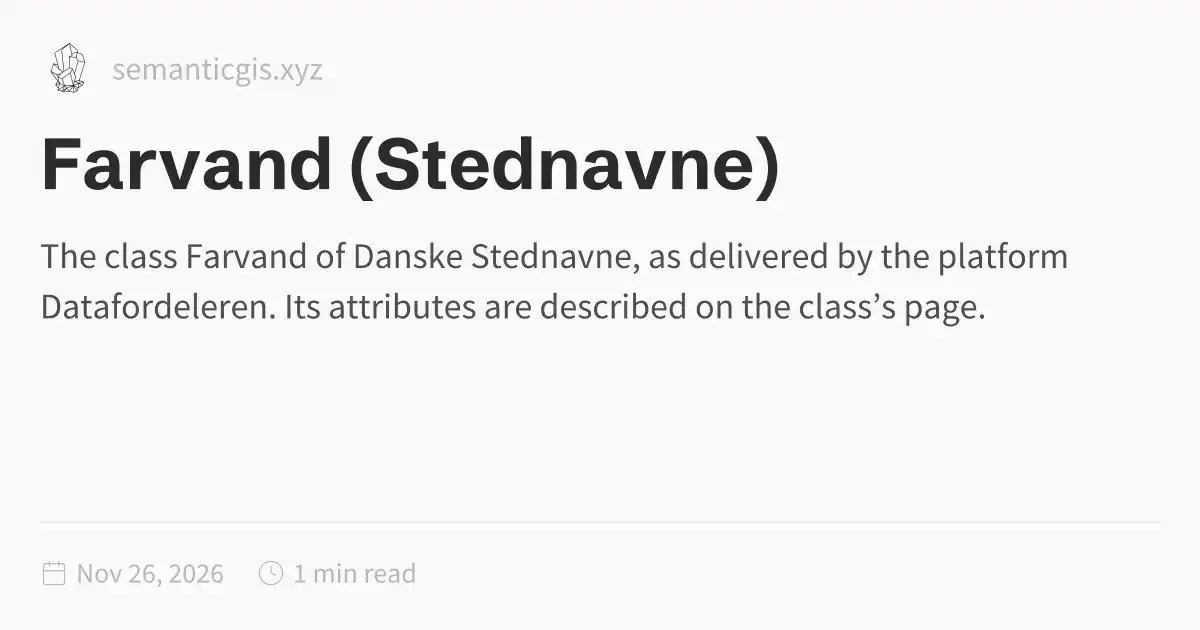 semanticgis.xyz
Farvand (Stednavne)
The class Farvand of Danske Stednavne, as delivered by the platform
Datafordeleren. Its attributes are described on the class’s page.
Nov 26, 2026 1 min read